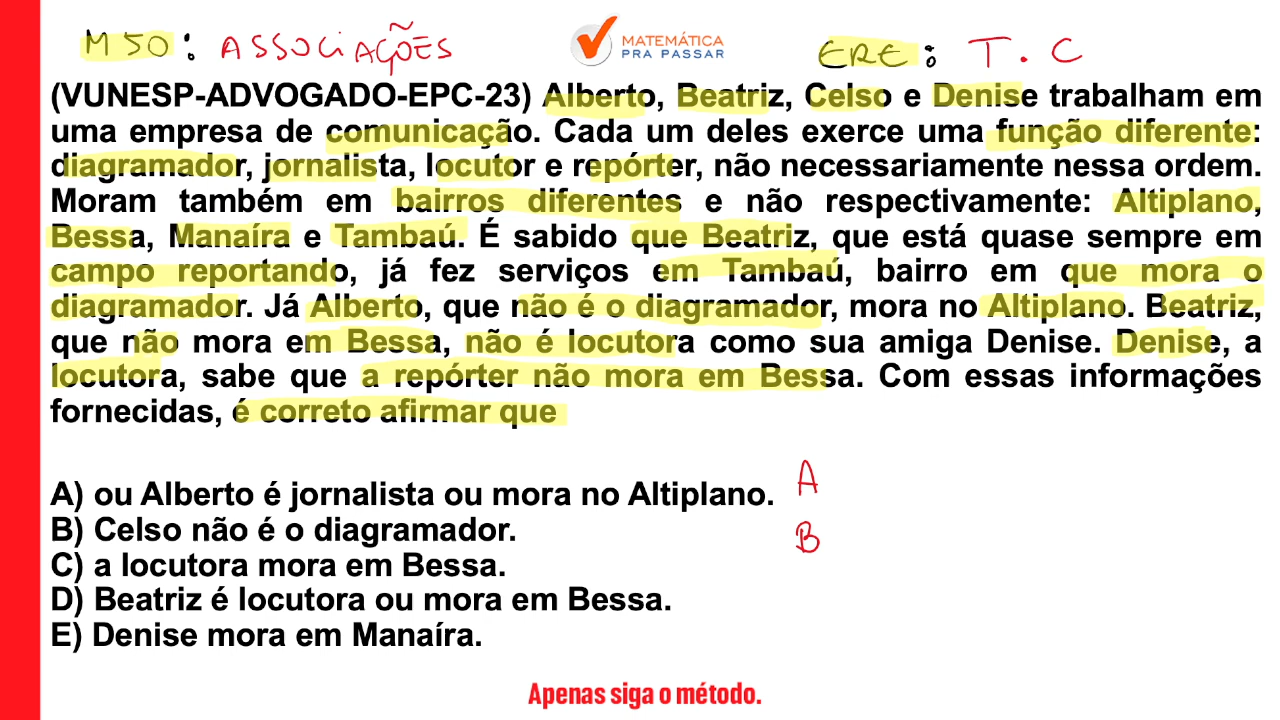 M50: ASSOCIAÇÕES
MATEMÁTICA
PRA PASSAR
ERE: T. C
(VUNESP-ADVOGADO-EPC-23) Alberto, Beatriz, Celso e Denise trabalham em
uma empresa de comunicação. Cada um deles exerce uma função diferente:
diagramador, jornalista, locutor e repórter, não necessariamente nessa ordem.
Moram também em bairros diferentes e não respectivamente: Altiplano,
Bessa, Manaíra e Tambaú. É sabido que Beatriz, que está quase sempre em
campo reportando, já fez serviços em Tambaú, bairro em que mora o
diagramador. Já Alberto, que não é o diagramador, mora no Altiplano. Beatriz,
que não mora em Bessa, não é locutora como sua amiga Denise. Denise, a
locutora, sabe que a repórter não mora em Bessa. Com essas informações
fornecidas, é correto afirmar que
A) ou Alberto é jornalista ou mora no Altiplano. A
B) Celso não é o diagramador. B
C) a locutora mora em Bessa.
D) Beatriz é locutora ou mora em Bessa.
E) Denise mora em Manaíra.
Apenas siga o método.